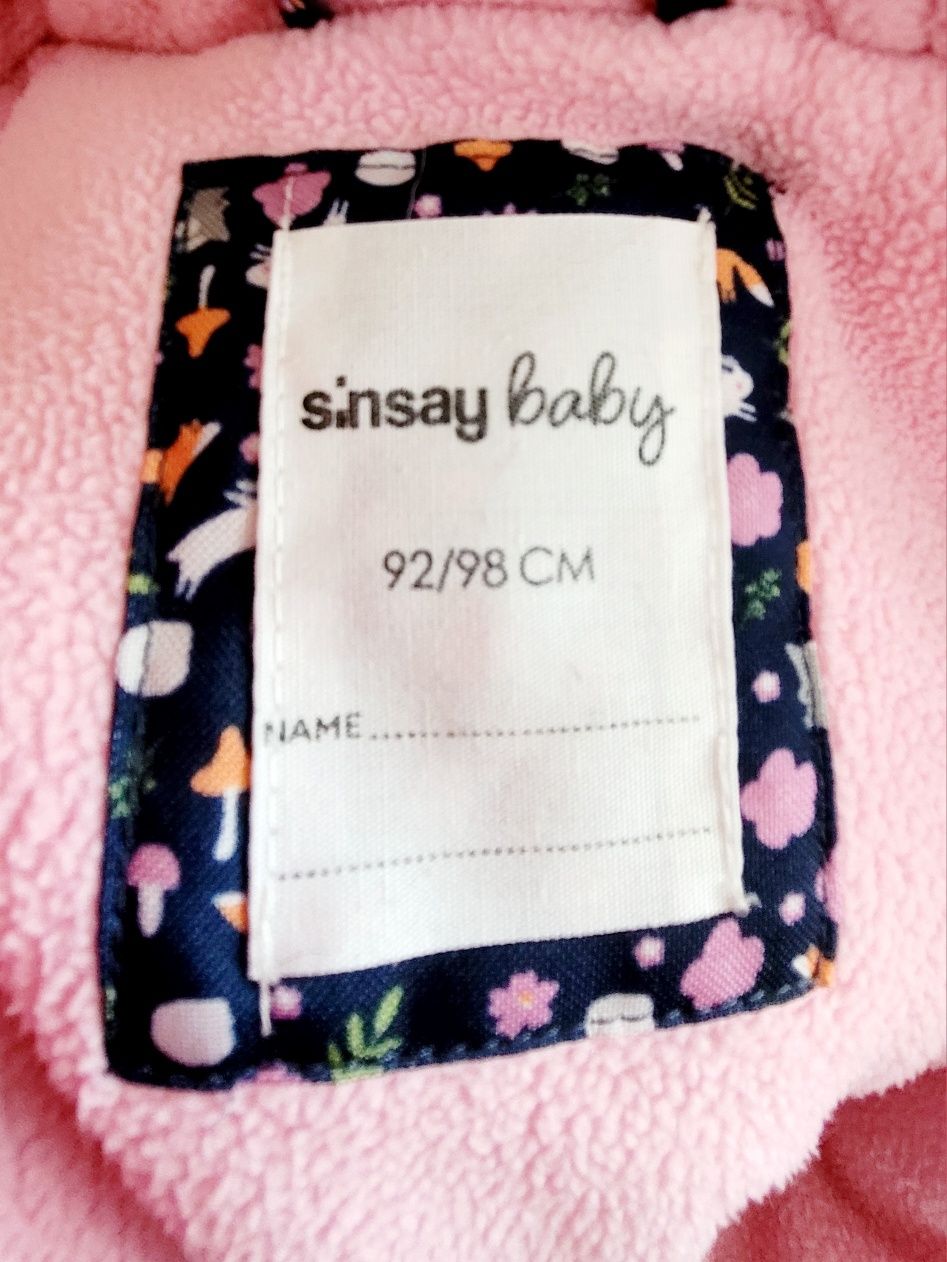 sinsay baby
92/98 CM
NAME....................................
....................................................